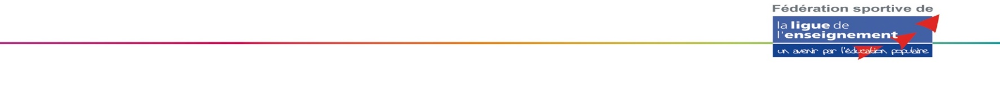 Fédération sportive de
la ligue de
l'enseignement
un avenir par l'éducation populaire